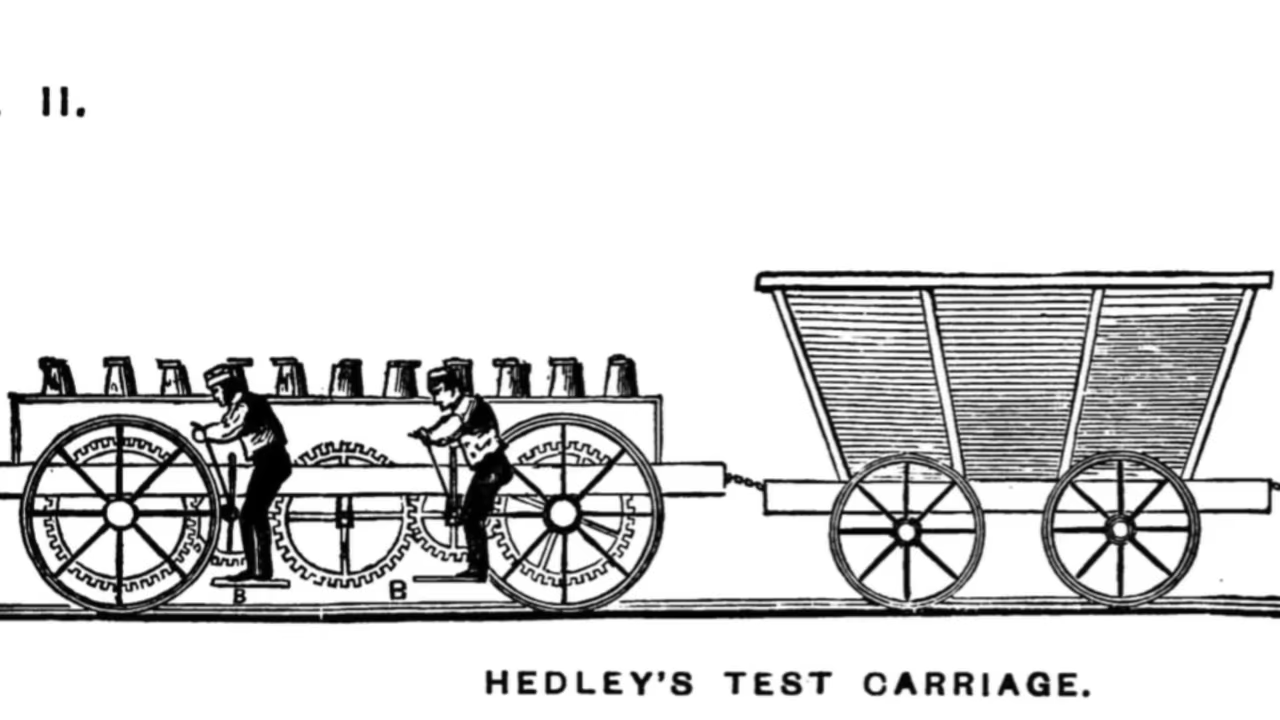 . II.
B
B
HEDLEY'S TEST CARRIAGE.